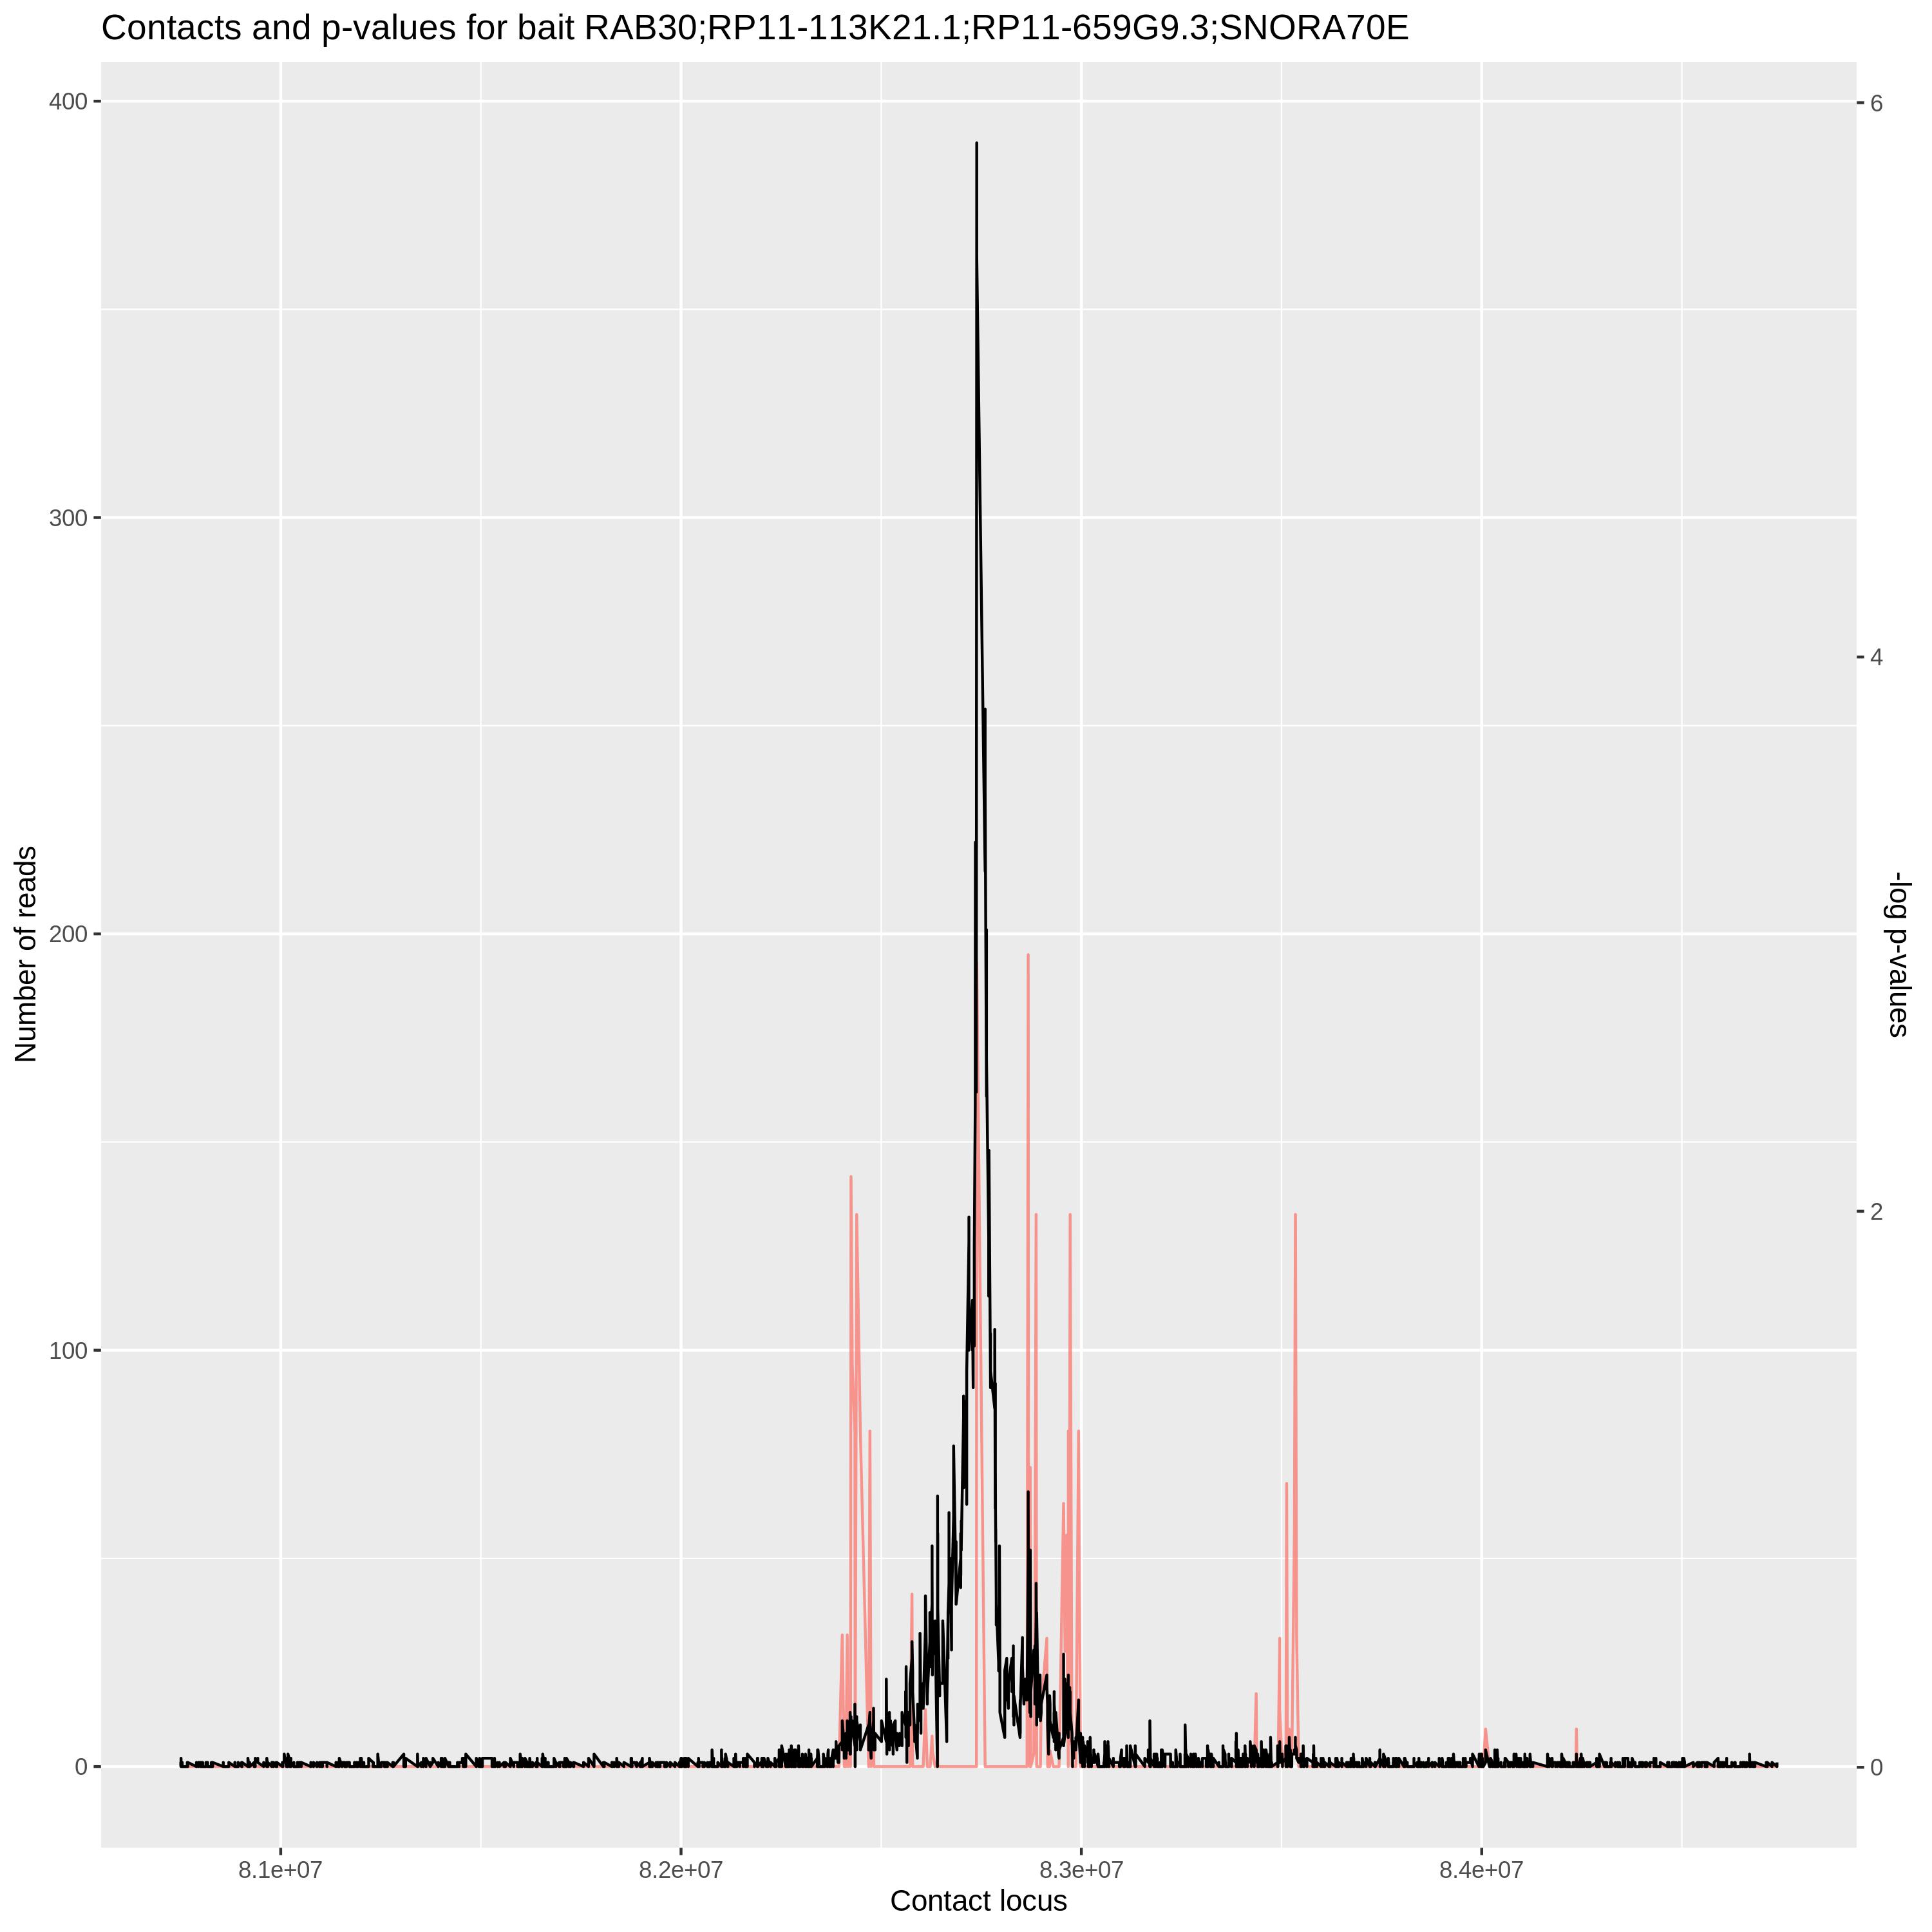 Contacts and p-values for bait RAB30;RP11-113K21.1;RP11-659G9.3;SNORA70E
400
300
200
100
0
Number of reads
6
4
2
0
-log p-values
8.1e+07 8.2e+07 8.3e+07 8.4e+07
Contact locus